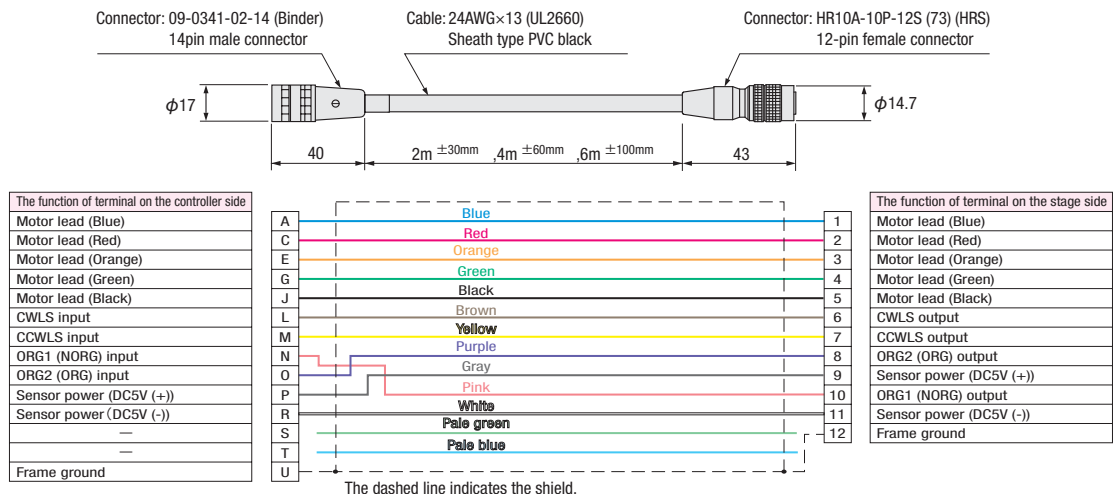 Connector: 09-0341-02-14 (Binder)
14pin male connector
Cable: 24AWG×13 (UL2660)
Sheath type PVC black
Connector: HR10A-10P-12S (73) (HRS)
12-pin female connector
φ17
φ14.7
40
2m ±30mm ,4m ±60mm ,6m ±100mm
43
The function of terminal on the controller side
Motor lead (Blue)
Motor lead (Red)
Motor lead (Orange)
Motor lead (Green)
Motor lead (Black)
CWLS input
CCWLS input
ORG1 (NORG) input
ORG2 (ORG) input
Sensor power (DC5V (+))
Sensor power (DC5V (-))
—
—
Frame ground
A
C
E
G
J
L
M
N
O
P
R
S
T
U
Blue
Red
Orange
Green
Black
Brown
Yellow
Purple
Gray
Pink
White
Pale green
Pale blue
1
2
3
4
5
6
7
8
9
10
11
12
The function of terminal on the stage side
Motor lead (Blue)
Motor lead (Red)
Motor lead (Orange)
Motor lead (Green)
Motor lead (Black)
CWLS output
CCWLS output
ORG2 (ORG) output
Sensor power (DC5V (+))
ORG1 (NORG) output
Sensor power (DC5V (-))
Frame ground
The dashed line indicates the shield.